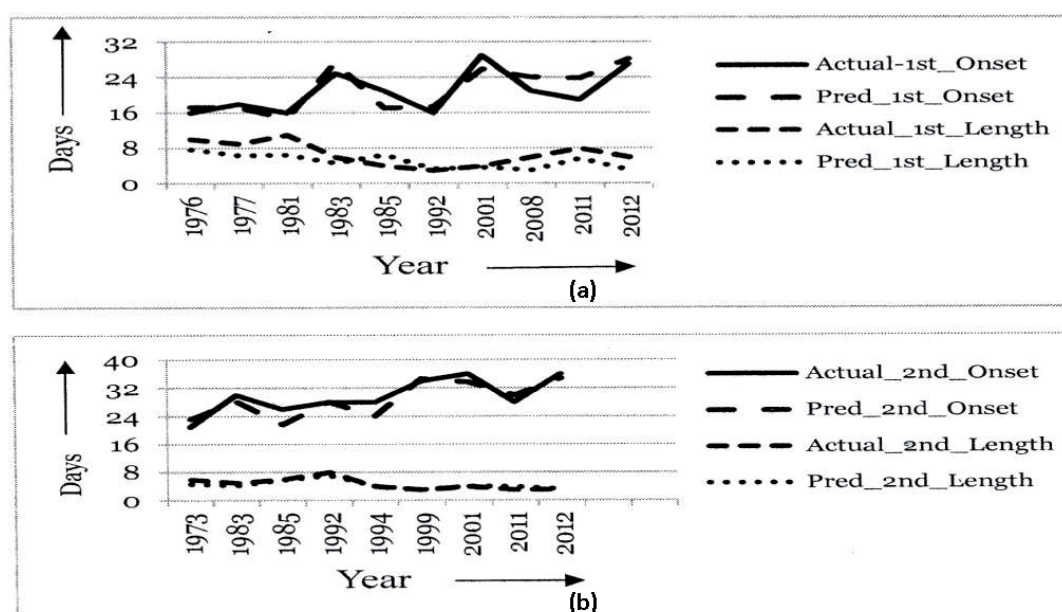 32
24
16
8
0
Days
1976
1977
1981
1983
1985
1992
2001
2008
2011
2012
Year
(a)
Actual-1st_Onset
Pred_1st_Onset
Actual_1st_Length
Pred_1st_Length
40
32
24
16
8
0
Days
1973
1983
1985
1992
1994
1999
2001
2011
2012
Year
(b)
Actual_2nd_Onset
Pred_2nd_Onset
Actual_2nd_Length
Pred_2nd_Length